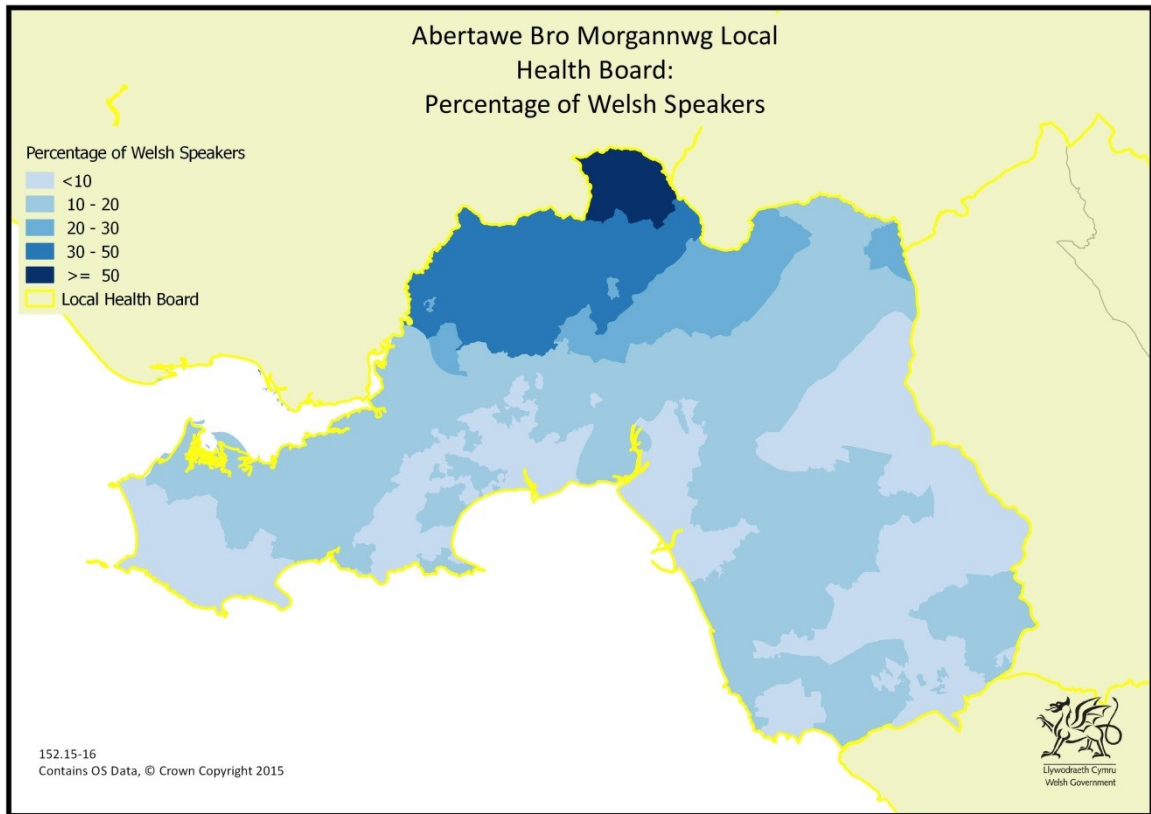 Abertawe Bro Morgannwg Local
Health Board:
Percentage of Welsh Speakers
Percentage of Welsh Speakers
<10
10 - 20
20 - 30
30 - 50
>= 50
Local Health Board
152.15-16
Contains OS Data, © Crown Copyright 2015
Llywodraeth Cymru
Welsh Government